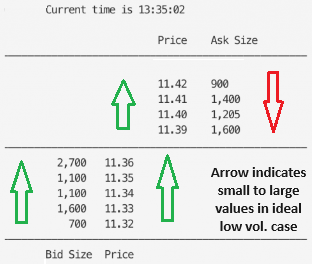 Current time is 13:35:02
Price Ask Size
11.42 900
11.41 1,400
11.40 1,205
11.39 1,600
2,700 11.36
1,100 11.35
1,100 11.34
1,600 11.33
700 11.32
Arrow indicates
small to large
values in ideal
low vol. case
Bid Size Price